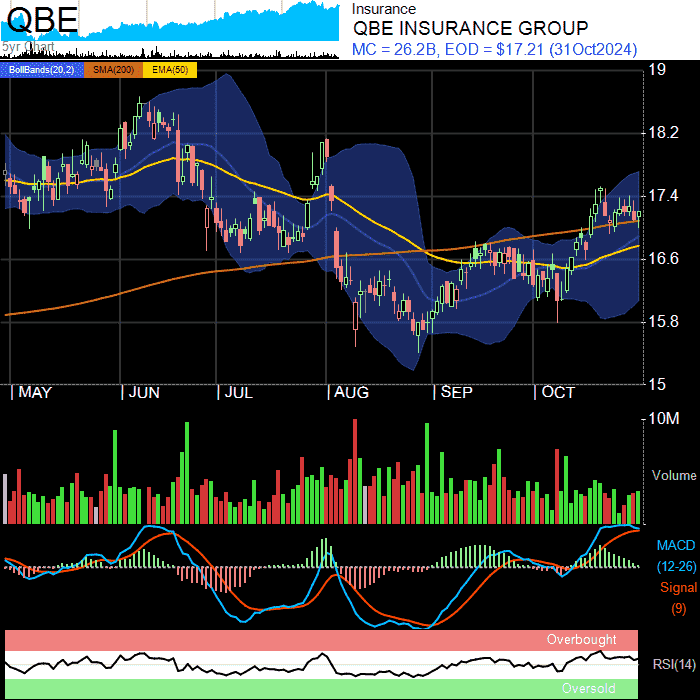 QBE
5yr Chart
Insurance
QBE INSURANCE GROUP
MC = 26.2B, EOD = $17.21 (31Oct2024)
BollBands(20,2) SMA(200) EMA(50)
19
18.2
17.4
16.6
15.8
15
MAY JUN JUL AUG SEP OCT
10M
Volume
MACD
(12-26)
Signal
(9)
Overbought
RSI(14)
Oversold